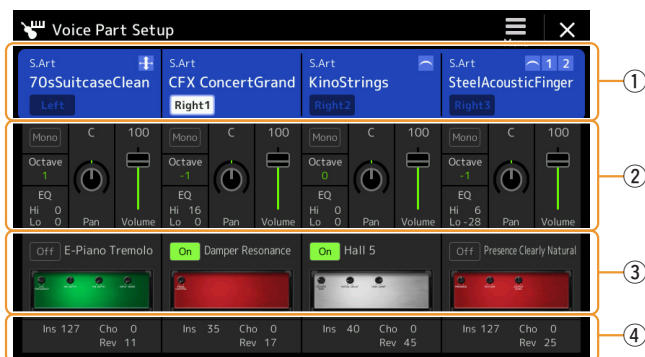 Voice Part Setup
S.Art S.Art S.Art S.Art 1 2
70sSuitcaseClean CFX ConcertGrand KinoStrings SteelAcousticFinger
Left Right1 Right2 Right3
1
Mono C 100 Mono C 100 Mono C 100 Mono C 100
Octave Octave Octave Octave
1 -1 0 -1
2
EQ EQ EQ EQ
Hi 0 Hi 16 Hi 0 Hi 6
Lo 0 Pan Volume Lo 0 Pan Volume Lo 0 Pan Volume Lo -28 Pan Volume
Off E-Piano Tremolo On Damper Resonance On Hall 5 Off Presence Clearly Natural
3
Ins 127 Cho 0 Ins 35 Cho 0 Ins 40 Cho 0 Ins 127 Cho 0
4
Rev 11 Rev 17 Rev 45 Rev 25